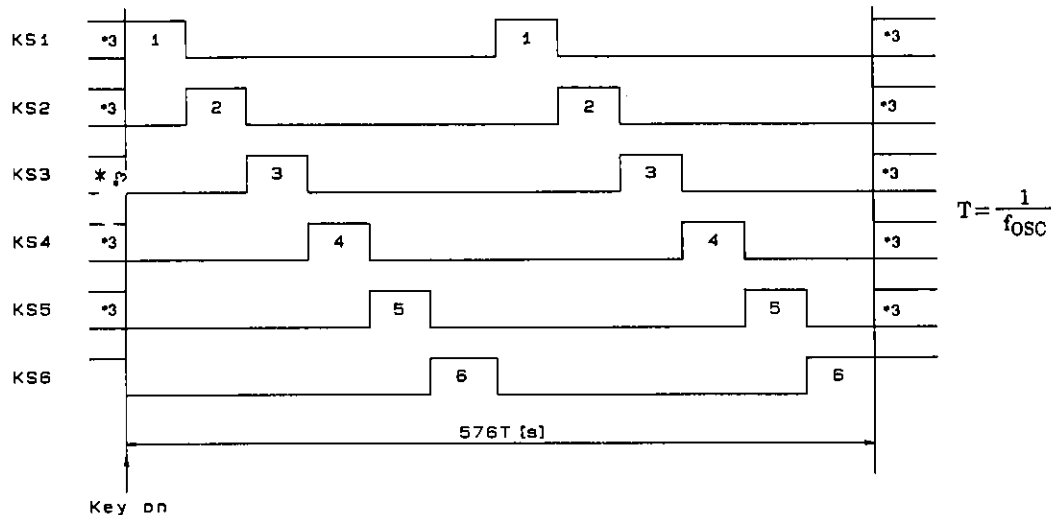 KS1 *3 1 1 *3
KS2 *3 2 2 *3
KS3 * *3 3 3 *3
KS4 *3 4 4 *3
KS5 *3 5 5 *3
KS6 6 6
T = 1 / fOSC
576T [s]
Key on